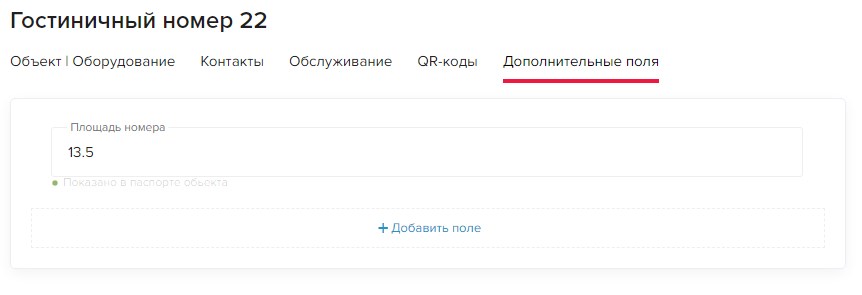 Гостиничный номер 22
Объект | Оборудование Контакты Обслуживание QR-коды Дополнительные поля
Площадь номера
13.5
Показано в паспорте объекта
+ Добавить поле